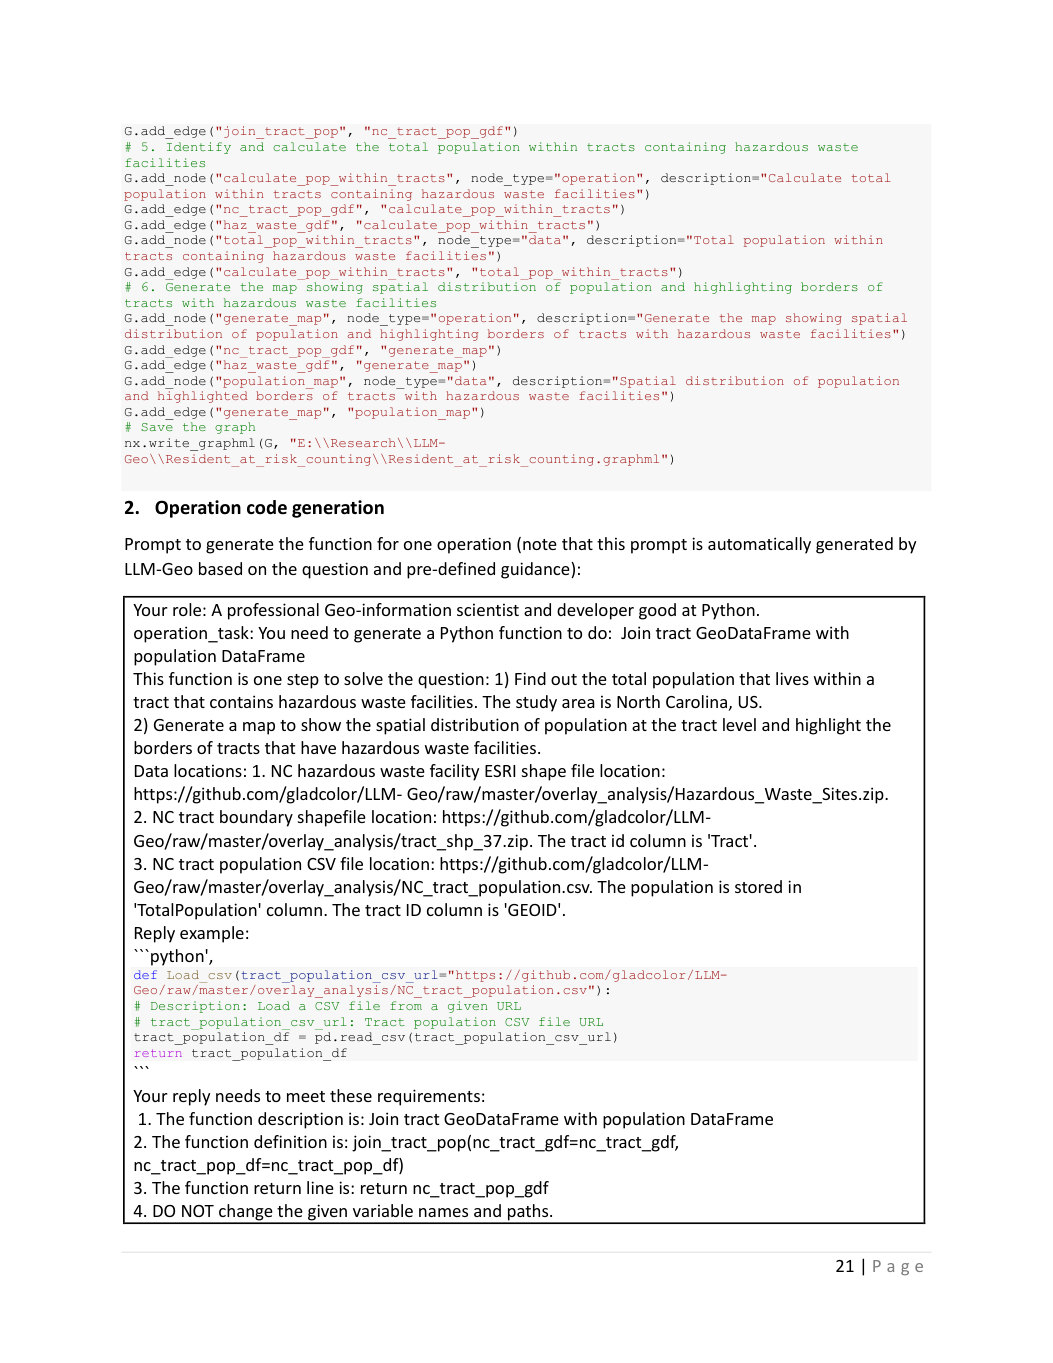 G.add_edge("join_tract_pop", "nc_tract_pop_gdf")
# 5. Identify and calculate the total population within tracts containing hazardous waste
facilities
G.add_node("calculate_pop_within_tracts", node_type="operation", description="Calculate total
population within tracts containing hazardous waste facilities")
G.add_edge("nc_tract_pop_gdf", "calculate_pop_within_tracts")
G.add_edge("haz_waste_gdf", "calculate_pop_within_tracts")
G.add_node("total_pop_within_tracts", node_type="data", description="Total population within
tracts containing hazardous waste facilities")
G.add_edge("calculate_pop_within_tracts", "total_pop_within_tracts")
# 6. Generate the map showing spatial distribution of population and highlighting borders of
tracts with hazardous waste facilities
G.add_node("generate_map", node_type="operation", description="Generate the map showing spatial
distribution of population and highlighting borders of tracts with hazardous waste facilities")
G.add_edge("nc_tract_pop_gdf", "generate_map")
G.add_edge("haz_waste_gdf", "generate_map")
G.add_node("population_map", node_type="data", description="Spatial distribution of population
and highlighted borders of tracts with hazardous waste facilities")
G.add_edge("generate_map", "population_map")
# Save the graph
nx.write_graphml(G, "E:\\Research\\LLM-
Geo\\Resident_at_risk_counting\\Resident_at_risk_counting.graphml")
2. Operation code generation
Prompt to generate the function for one operation (note that this prompt is automatically generated by
LLM-Geo based on the question and pre-defined guidance):
Your role: A professional Geo-information scientist and developer good at Python.
operation_task: You need to generate a Python function to do:  Join tract GeoDataFrame with
population DataFrame
This function is one step to solve the question: 1) Find out the total population that lives within a
tract that contains hazardous waste facilities. The study area is North Carolina, US.
2) Generate a map to show the spatial distribution of population at the tract level and highlight the
borders of tracts that have hazardous waste facilities.
Data locations: 1. NC hazardous waste facility ESRI shape file location:
https://github.com/gladcolor/LLM- Geo/raw/master/overlay_analysis/Hazardous_Waste_Sites.zip.
2. NC tract boundary shapefile location: https://github.com/gladcolor/LLM-
Geo/raw/master/overlay_analysis/tract_shp_37.zip. The tract id column is 'Tract'.
3. NC tract population CSV file location: https://github.com/gladcolor/LLM-
Geo/raw/master/overlay_analysis/NC_tract_population.csv. The population is stored in
'TotalPopulation' column. The tract ID column is 'GEOID'.
Reply example:
```python',
def Load_csv(tract_population_csv_url="https://github.com/gladcolor/LLM-
Geo/raw/master/overlay_analysis/NC_tract_population.csv"):
# Description: Load a CSV file from a given URL
# tract_population_csv_url: Tract population CSV file URL
tract_population_df = pd.read_csv(tract_population_csv_url)
return tract_population_df
```
Your reply needs to meet these requirements:
1. The function description is: Join tract GeoDataFrame with population DataFrame
2. The function definition is: join_tract_pop(nc_tract_gdf=nc_tract_gdf,
nc_tract_pop_df=nc_tract_pop_df)
3. The function return line is: return nc_tract_pop_gdf
4. DO NOT change the given variable names and paths.
21 | P a g e